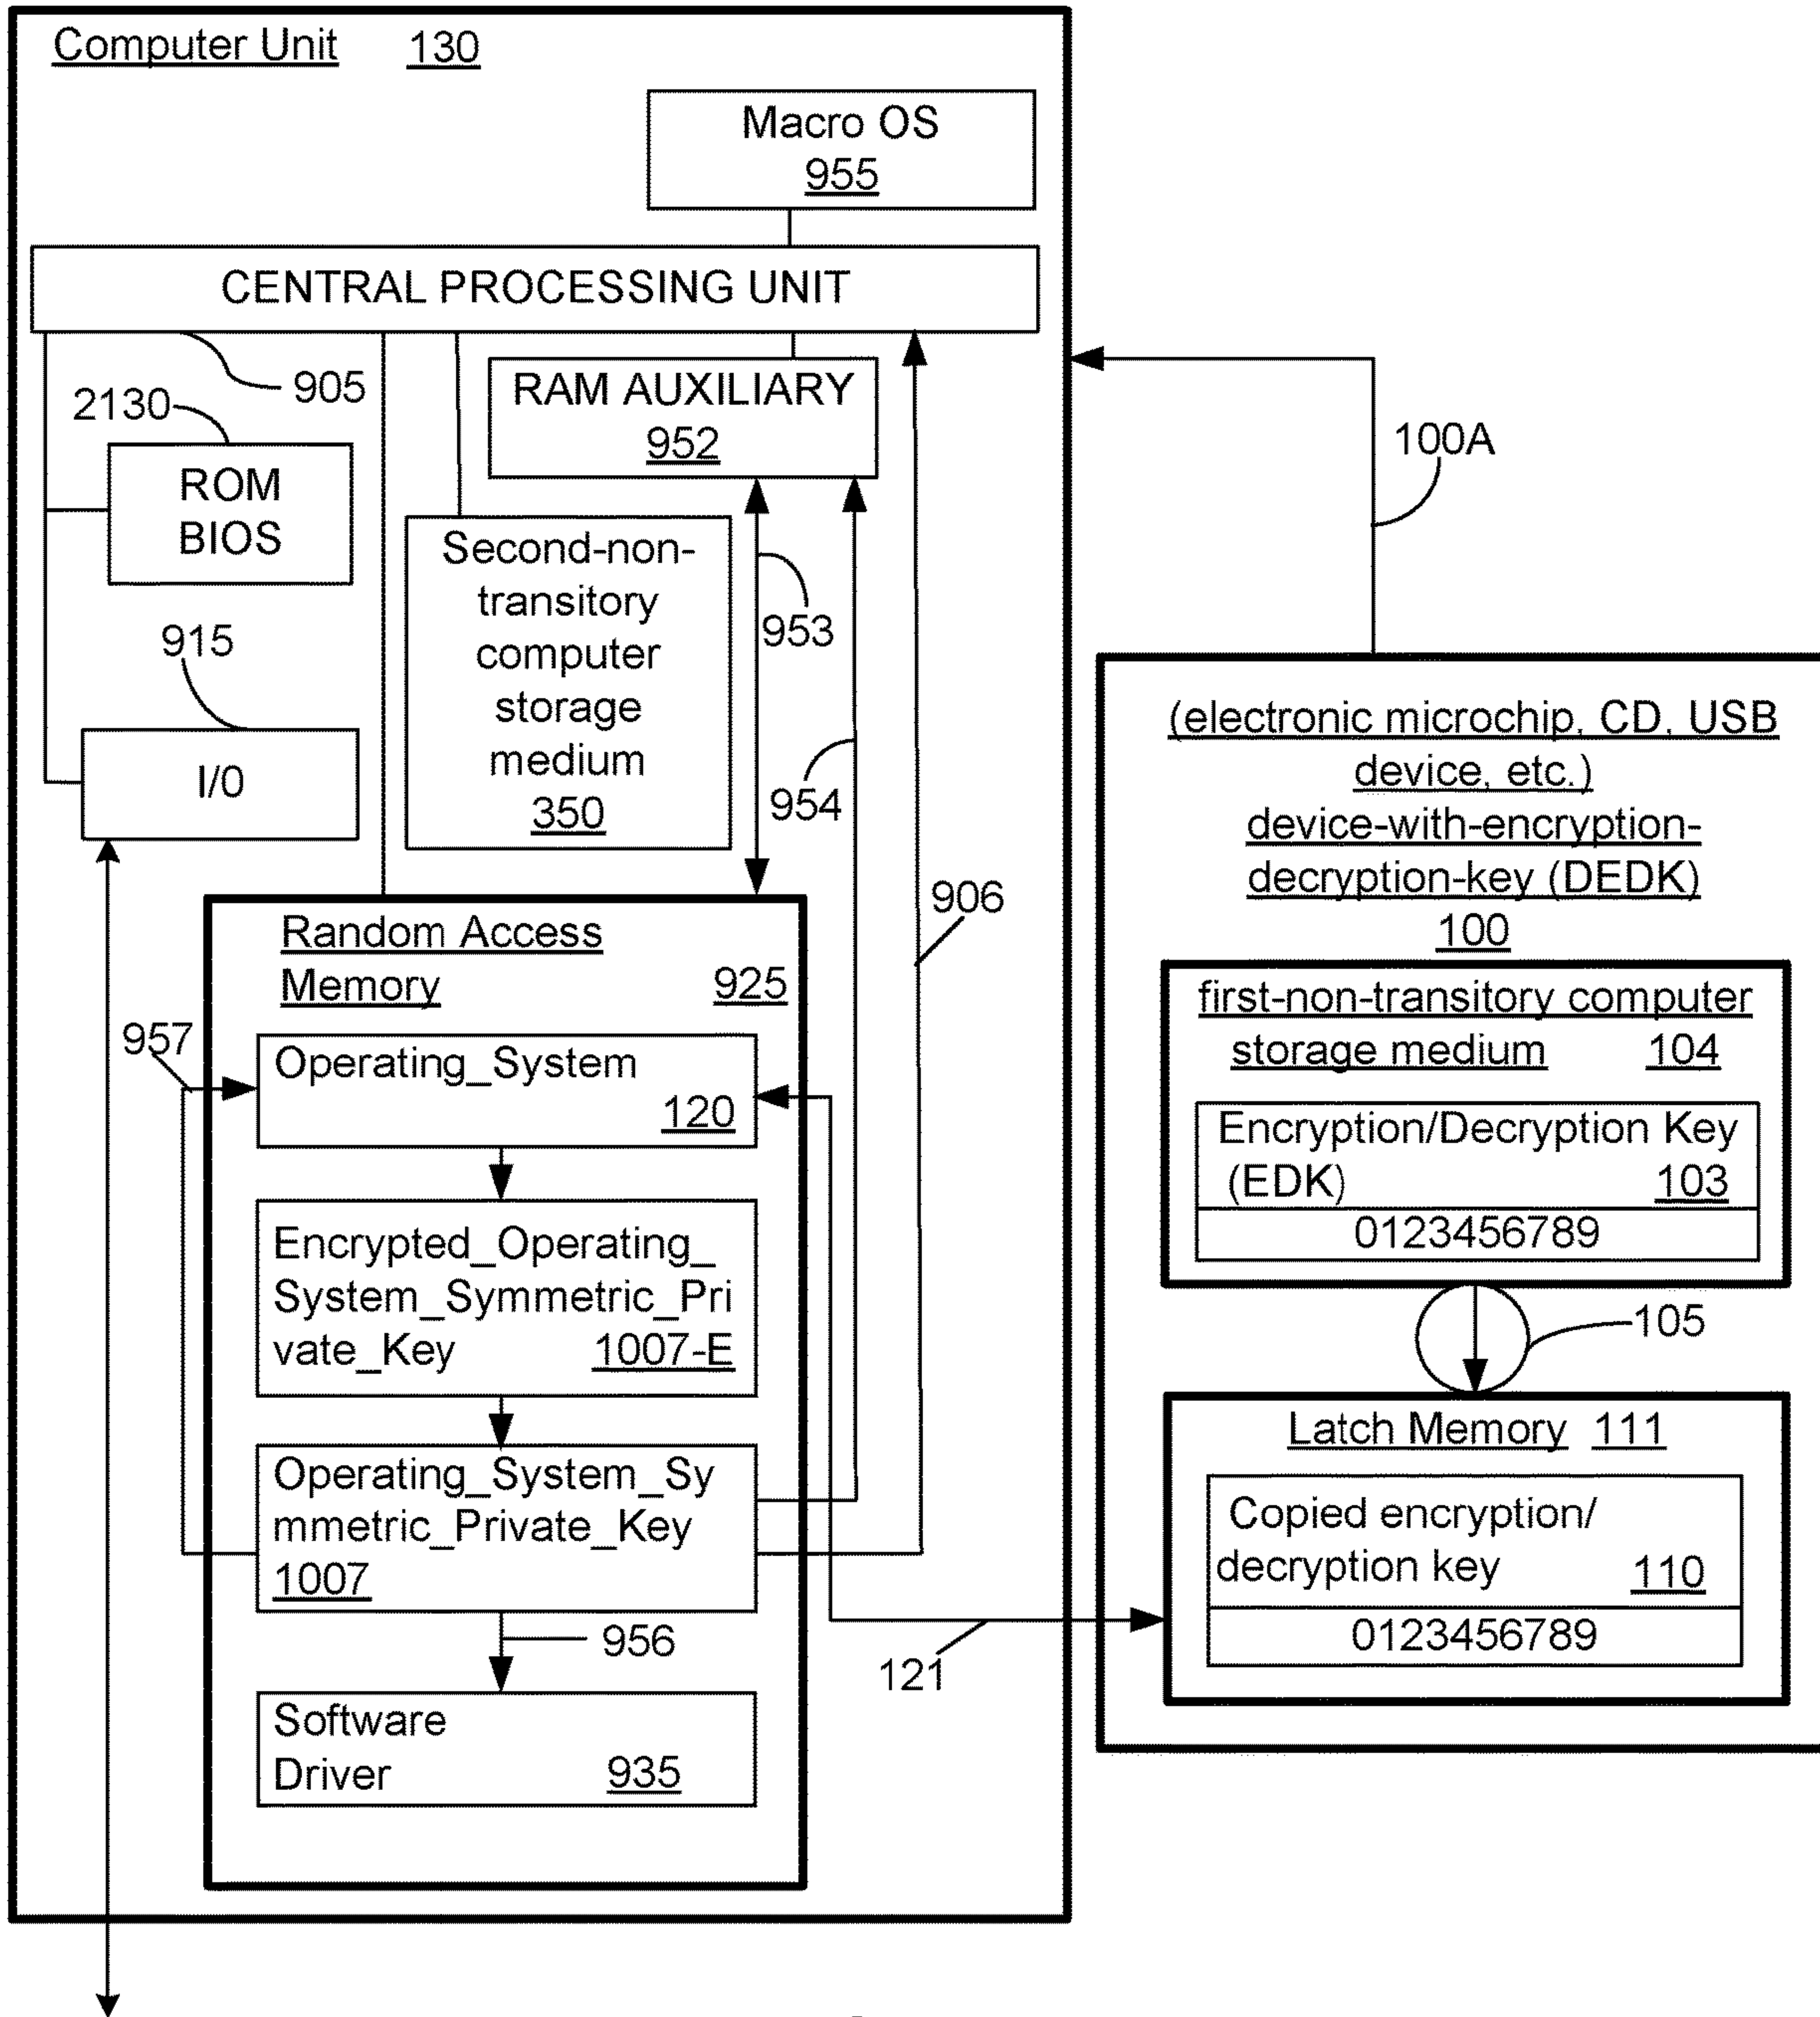 Computer Unit 130
Macro OS
955
CENTRAL PROCESSING UNIT
905
2130
RAM AUXILIARY
952
ROM
BIOS
100A
Second-non-
transitory
computer
storage
medium
350
953
915
I/0
954
906
(electronic microchip, CD, USB
device, etc.)
device-with-encryption-
decryption-key (DEDK)
100
Random Access
Memory 925
957
Operating_System
120
first-non-transitory computer
storage medium 104
Encryption/Decryption Key
(EDK) 103
0123456789
Encrypted_Operating_
System_Symmetric_Pri
vate_Key 1007-E
105
Operating_System_Sy
mmetric_Private_Key
1007
Latch Memory 111
Copied encryption/
decryption key 110
0123456789
956
121
Software
Driver 935